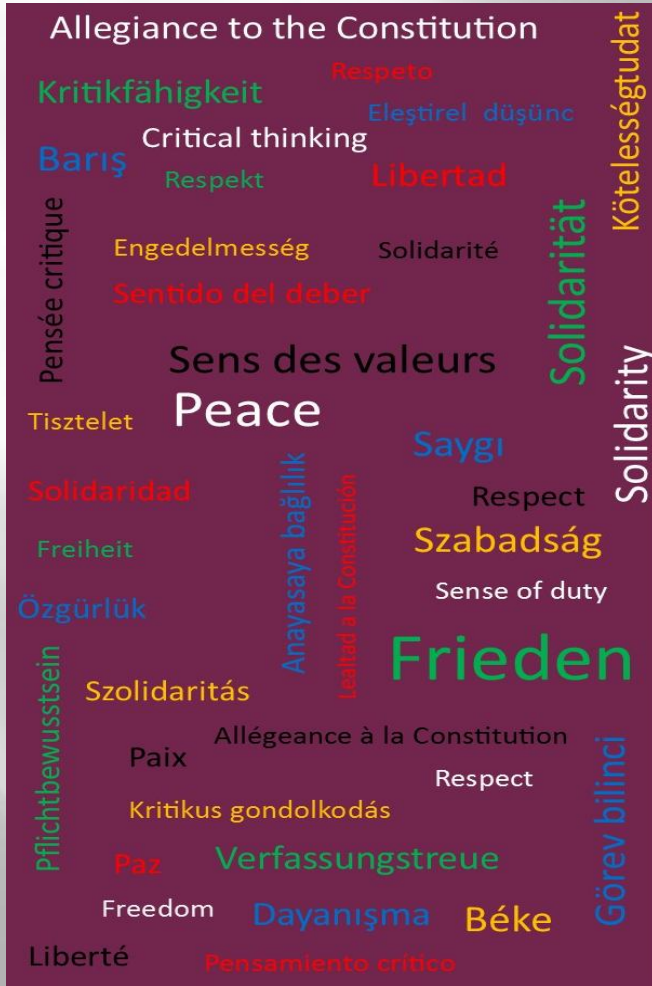 Allegiance to the Constitution
Respeto
Kötelességtudat
Kritikfähigkeit
Eleştirel düşünc
Critical thinking
Barış
Respekt
Libertad
Pensée critique
Engedelmesség
Solidarité
Solidarität
Sentido del deber
Sens des valeurs
Solidarity
Peace
Tisztelet
Saygı
Anayasaya bağlılık
Lealtad a la Constitución
Solidaridad
Respect
Freiheit
Szabadság
Sense of duty
Özgürlük
Frieden
Pflichtbewusstsein
Szolidaritás
Allégeance à la Constitution
Görev bilinci
Paix
Respect
Kritikus gondolkodás
Paz
Verfassungstreue
Freedom
Dayanışma
Béke
Liberté
Pensamiento crítico